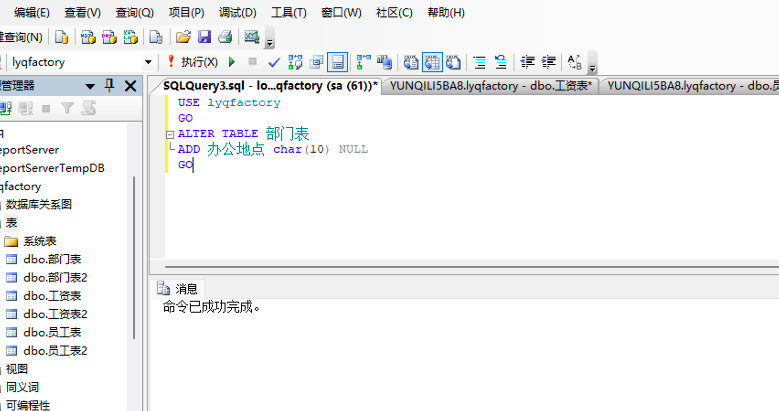 编辑(E) 查看(V) 查询(Q) 项目(P) 调试(D) 工具(T) 窗口(W) 社区(C) 帮助(H)
建查询(N)
lyqfactory 执行(X)
管理器
SQLQuery3.sql - lo...qfactory (sa (61))* YUNQILI5BA8.lyqfactory - dbo.工资表* YUNQILI5BA8.lyqfactory - dbo.员
USE lyqfactory
GO
ALTER TABLE 部门表
ADD 办公地点 char(10) NULL
GO
eportServer
eportServerTempDB
qfactory
数据库关系图
表
系统表
dbo.部门表
dbo.部门表2
dbo.工资表
dbo.工资表2
dbo.员工表
dbo.员工表2
视图
同义词
可编程性
消息
命令已成功完成。